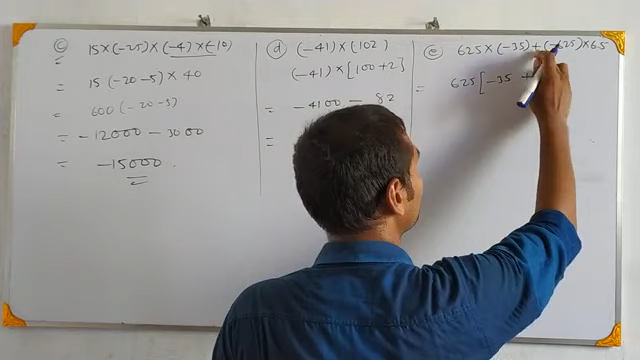 (c) 15×(-25)×(-4)×(-10)
= 15(-20-5)×40
= 600(-20-5)
= -12000 - 3000
= -15000.
(d) (-41)×(102)
(-41)×[100+2]
= -4100 - 82
=
(e) 625×(-35)+(-625)×65
= 625[-35 +